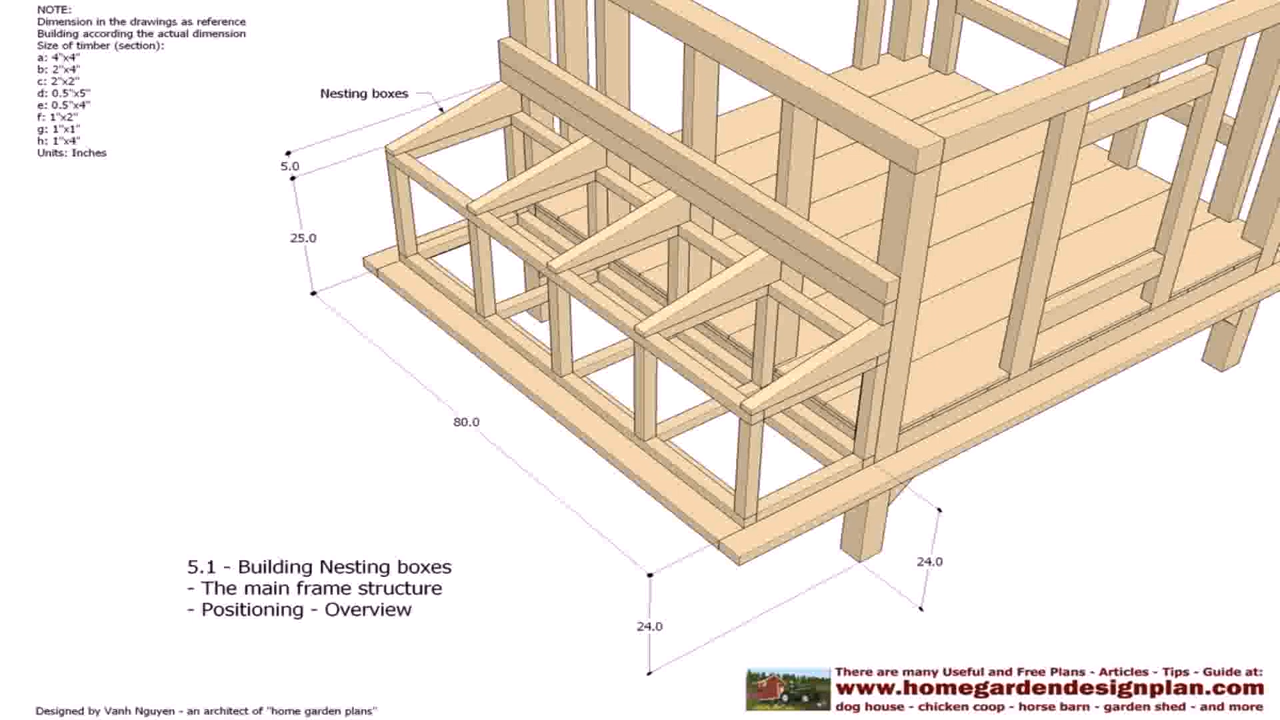 NOTE:
Dimension in the drawings as reference
Building according the actual dimension
Size of timber (section):
a: 4"x4"
b: 2"x4"
c: 2"x2"
d: 0.5"x5"
e: 0.5"x4"
f: 1"x2"
g: 1"x1"
h: 1"x4"
Units: Inches
Nesting boxes
5.0
25.0
80.0
24.0
24.0
5.1 - Building Nesting boxes
- The main frame structure
- Positioning - Overview
There are many Useful and Free Plans - Articles - Tips - Guide at:
www.homegardendesignplan.com
dog house - chicken coop - horse barn - garden shed - and more
Designed by Vanh Nguyen - an architect of "home garden plans"